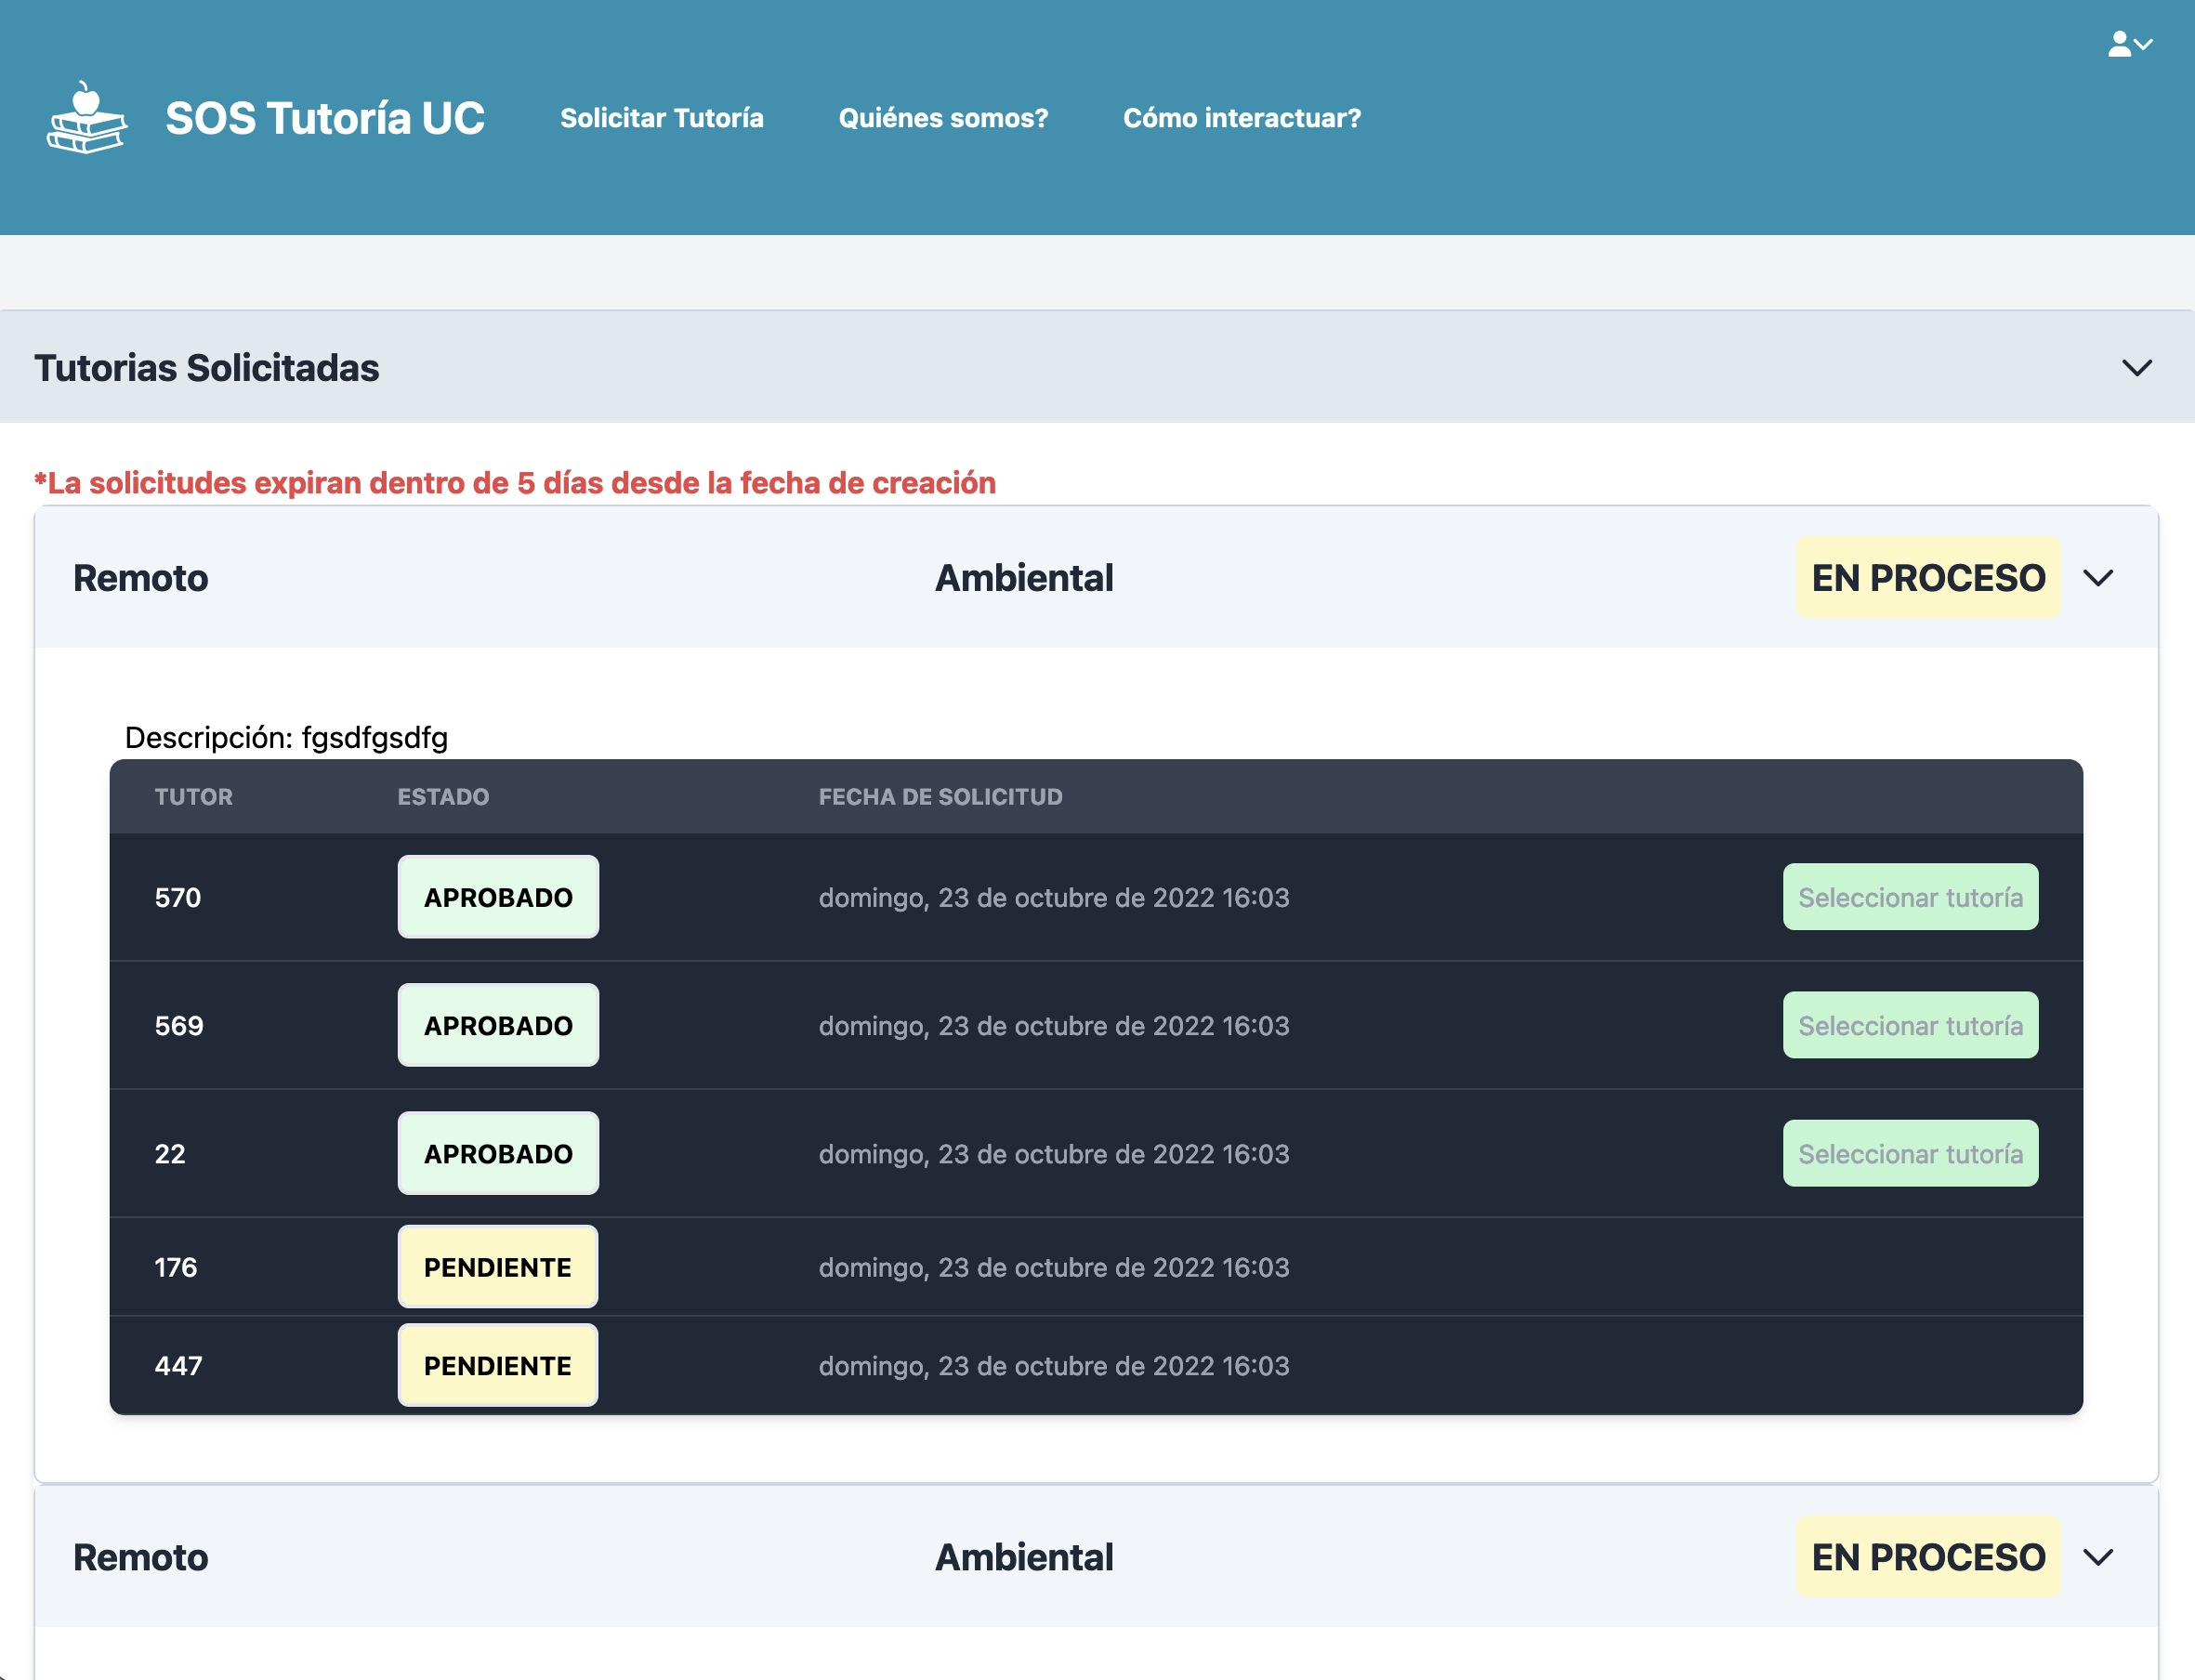 SOS Tutoría UC
Solicitar Tutoría
Quiénes somos?
Cómo interactuar?
Tutorias Solicitadas
*La solicitudes expiran dentro de 5 días desde la fecha de creación
Remoto Ambiental EN PROCESO
Descripción: fgsdfgsdfg
TUTOR ESTADO FECHA DE SOLICITUD
570 APROBADO domingo, 23 de octubre de 2022 16:03 Seleccionar tutoría
569 APROBADO domingo, 23 de octubre de 2022 16:03 Seleccionar tutoría
22 APROBADO domingo, 23 de octubre de 2022 16:03 Seleccionar tutoría
176 PENDIENTE domingo, 23 de octubre de 2022 16:03
447 PENDIENTE domingo, 23 de octubre de 2022 16:03
Remoto Ambiental EN PROCESO